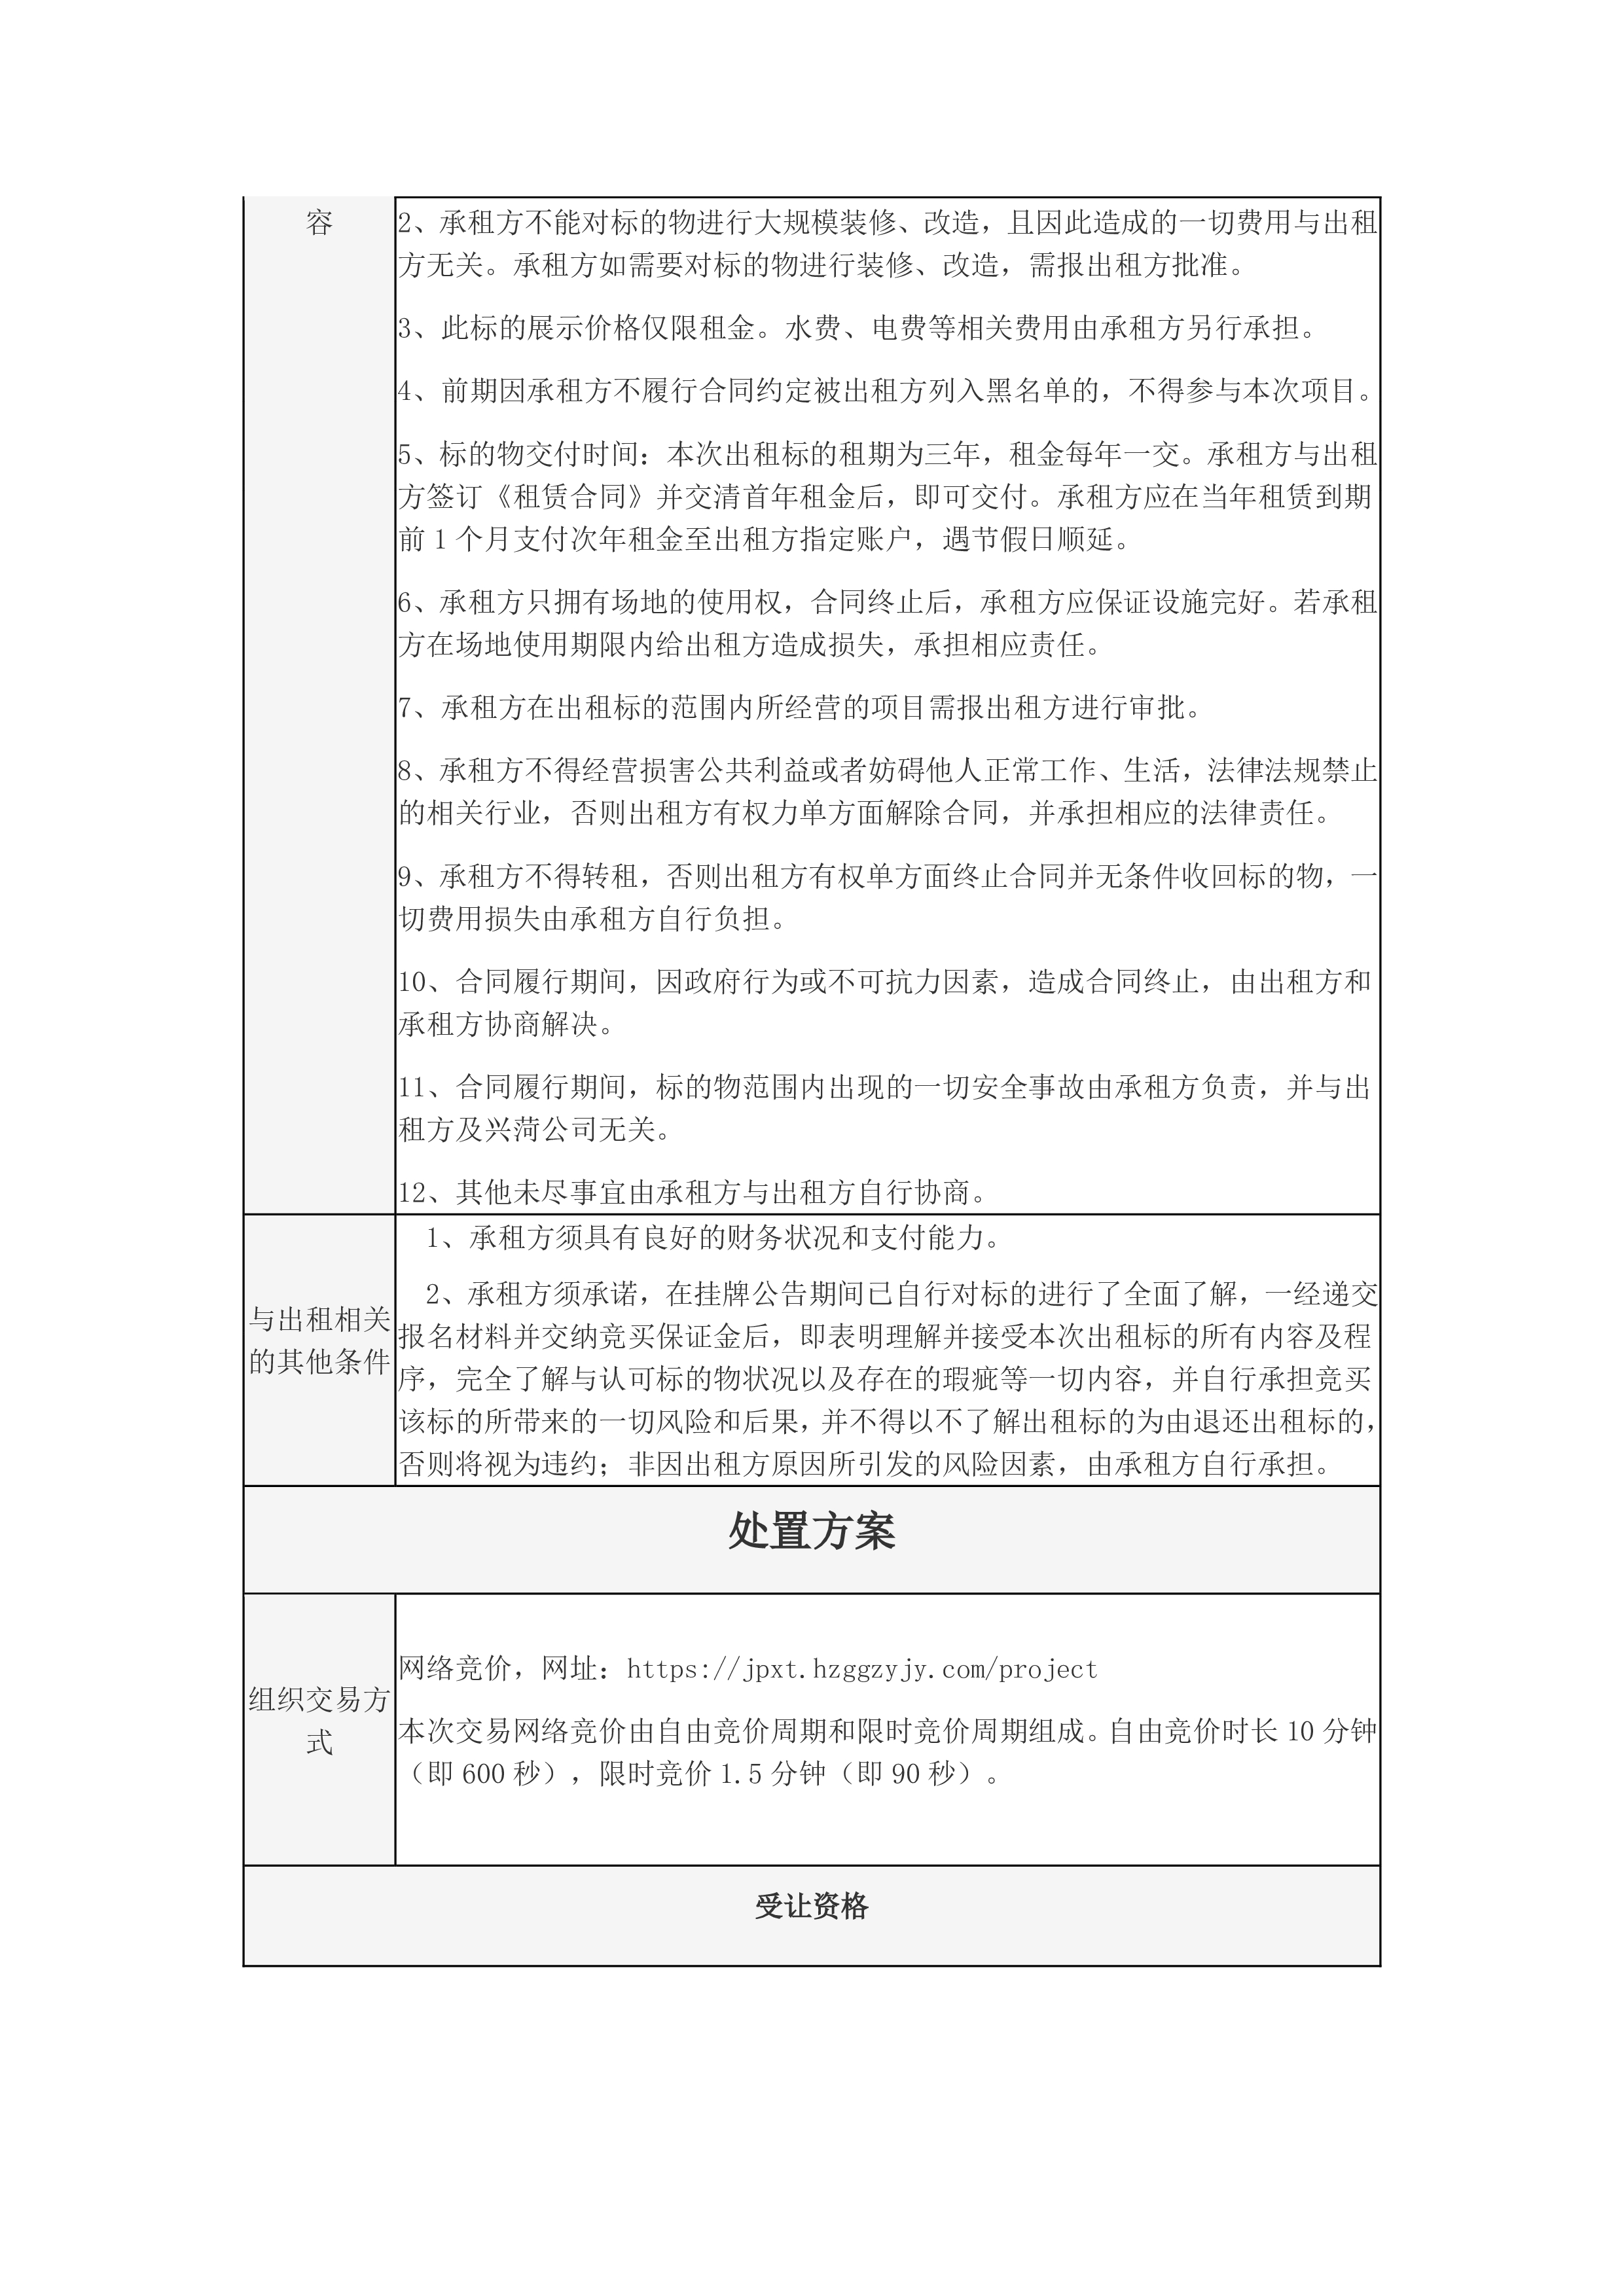 容
2、承租方不能对标的物进行大规模装修、改造，且因此造成的一切费用与出租
方无关。承租方如需要对标的物进行装修、改造，需报出租方批准。
3、此标的展示价格仅限租金。水费、电费等相关费用由承租方另行承担。
4、前期因承租方不履行合同约定被出租方列入黑名单的，不得参与本次项目。
5、标的物交付时间：本次出租标的租期为三年，租金每年一交。承租方与出租
方签订《租赁合同》并交清首年租金后，即可交付。承租方应在当年租赁到期
前1个月支付次年租金至出租方指定账户，遇节假日顺延。
6、承租方只拥有场地的使用权，合同终止后，承租方应保证设施完好。若承租
方在场地使用期限内给出租方造成损失，承担相应责任。
7、承租方在出租标的范围内所经营的项目需报出租方进行审批。
8、承租方不得经营损害公共利益或者妨碍他人正常工作、生活，法律法规禁止
的相关行业，否则出租方有权力单方面解除合同，并承担相应的法律责任。
9、承租方不得转租，否则出租方有权单方面终止合同并无条件收回标的物，一
切费用损失由承租方自行负担。
10、合同履行期间，因政府行为或不可抗力因素，造成合同终止，由出租方和
承租方协商解决。
11、合同履行期间，标的物范围内出现的一切安全事故由承租方负责，并与出
租方及兴菏公司无关。
12、其他未尽事宜由承租方与出租方自行协商。
与出租相关
的其他条件
1、承租方须具有良好的财务状况和支付能力。
2、承租方须承诺，在挂牌公告期间已自行对标的进行了全面了解，一经递交
报名材料并交纳竞买保证金后，即表明理解并接受本次出租标的所有内容及程
序，完全了解与认可标的物状况以及存在的瑕疵等一切内容，并自行承担竞买
该标的所带来的一切风险和后果，并不得以不了解出租标的为由退还出租标的，
否则将视为违约；非因出租方原因所引发的风险因素，由承租方自行承担。
处置方案
组织交易方
式
网络竞价，网址：https://jpxt.hzggzyjy.com/project
本次交易网络竞价由自由竞价周期和限时竞价周期组成。自由竞价时长10分钟
（即600秒），限时竞价1.5分钟（即90秒）。
受让资格